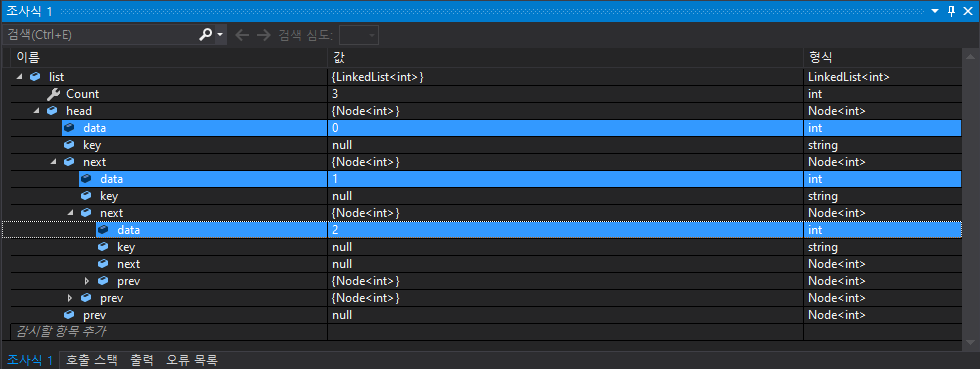 조사식 1
검색(Ctrl+E) 검색 심도:
이름 값 형식
list {LinkedList<int>} LinkedList<int>
Count 3 int
head {Node<int>} Node<int>
data 0 int
key null string
next {Node<int>} Node<int>
data 1 int
key null string
next {Node<int>} Node<int>
data 2 int
key null string
next null Node<int>
prev {Node<int>} Node<int>
prev {Node<int>} Node<int>
prev null Node<int>
감시할 항목 추가
조사식 1 호출 스택 출력 오류 목록